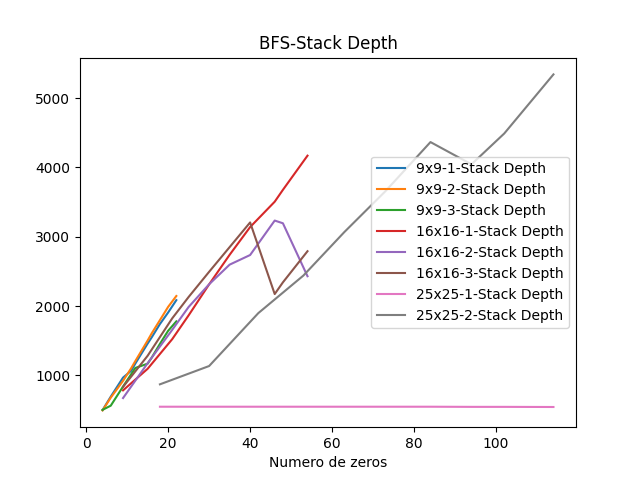 BFS-Stack Depth
5000
4000
3000
2000
1000
9x9-1-Stack Depth
9x9-2-Stack Depth
9x9-3-Stack Depth
16x16-1-Stack Depth
16x16-2-Stack Depth
16x16-3-Stack Depth
25x25-1-Stack Depth
25x25-2-Stack Depth
0 20 40 60 80 100
Numero de zeros